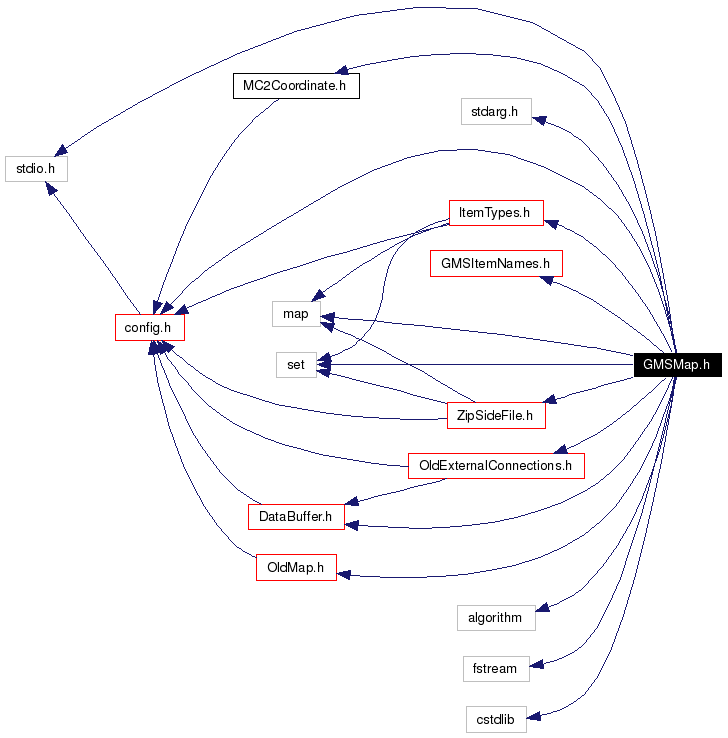 MC2Coordinate.h
stdarg.h
stdio.h
ItemTypes.h
GMSItemNames.h
map
config.h
set
GMSMap.h
ZipSideFile.h
OldExternalConnections.h
DataBuffer.h
OldMap.h
algorithm
fstream
cstdlib